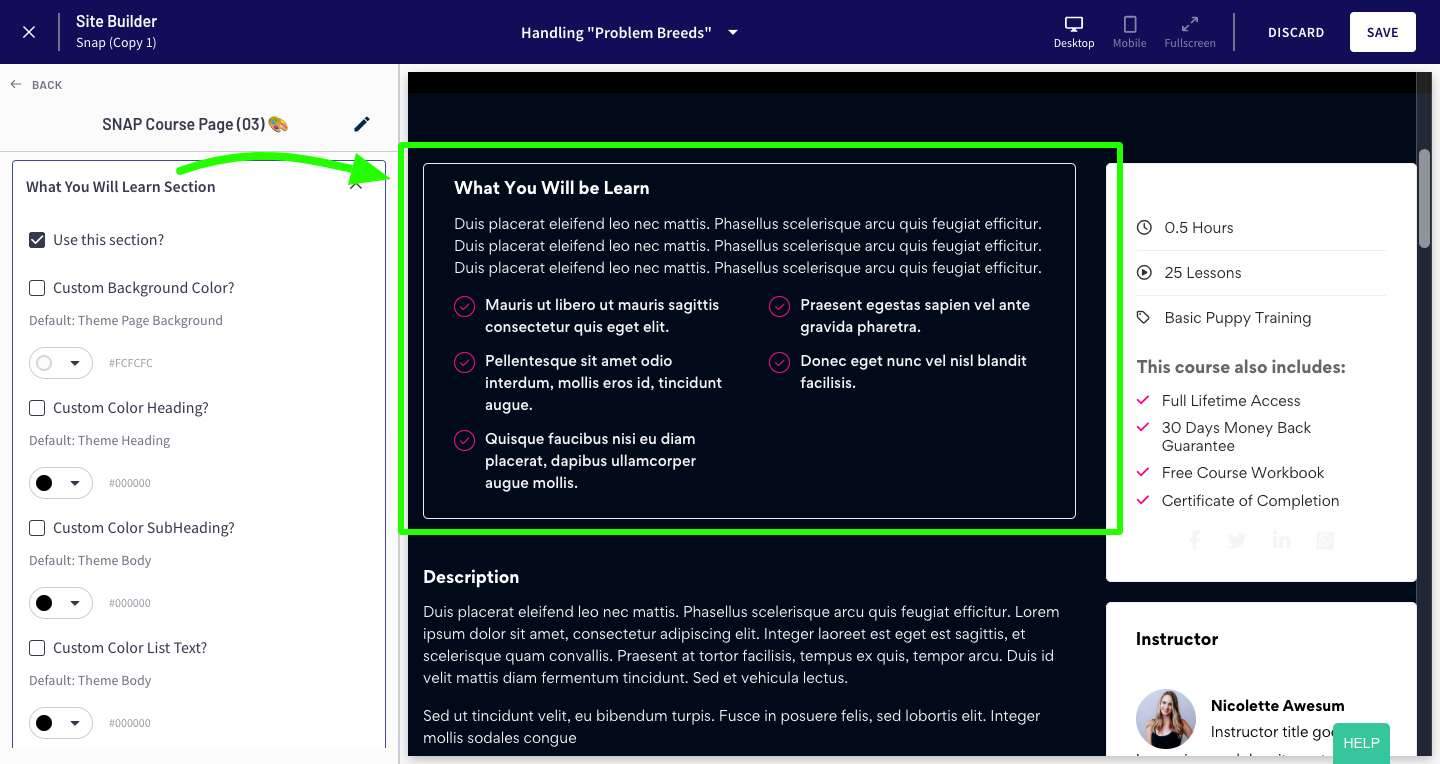 Site Builder
Snap (Copy 1)
Handling "Problem Breeds"
Desktop
Mobile
Fullscreen
DISCARD
SAVE
BACK
SNAP Course Page (03)
What You Will Learn Section
Use this section?
Custom Background Color?
Default: Theme Page Background
#FCFCFC
Custom Color Heading?
Default: Theme Heading
#000000
Custom Color SubHeading?
Default: Theme Body
#000000
Custom Color List Text?
Default: Theme Body
#000000
What You Will be Learn
Duis placerat eleifend leo nec mattis. Phasellus scelerisque arcu quis feugiat efficitur.
Duis placerat eleifend leo nec mattis. Phasellus scelerisque arcu quis feugiat efficitur.
Duis placerat eleifend leo nec mattis. Phasellus scelerisque arcu quis feugiat efficitur.
Mauris ut libero ut mauris sagittis
consectetur quis eget elit.
Praesent egestas sapien vel ante
gravida pharetra.
Pellentesque sit amet odio
interdum, mollis eros id, tincidunt
augue.
Donec eget nunc vel nisl blandit
facilisis.
Quisque faucibus nisi eu diam
placerat, dapibus ullamcorper
augue mollis.
Description
Duis placerat eleifend leo nec mattis. Phasellus scelerisque arcu quis feugiat efficitur. Lorem
ipsum dolor sit amet, consectetur adipiscing elit. Integer laoreet est eget est sagittis, et
scelerisque quam convallis. Praesent at tortor facilisis, tempus ex quis, tempor arcu. Duis id
velit mattis diam fermentum tincidunt. Sed et vehicula lectus.
Sed ut tincidunt velit, eu bibendum turpis. Fusce in posuere felis, sed lobortis elit. Integer
mollis sodales congue
0.5 Hours
25 Lessons
Basic Puppy Training
This course also includes:
Full Lifetime Access
30 Days Money Back
Guarantee
Free Course Workbook
Certificate of Completion
Instructor
Nicolette Awesum
Instructor title
HELP